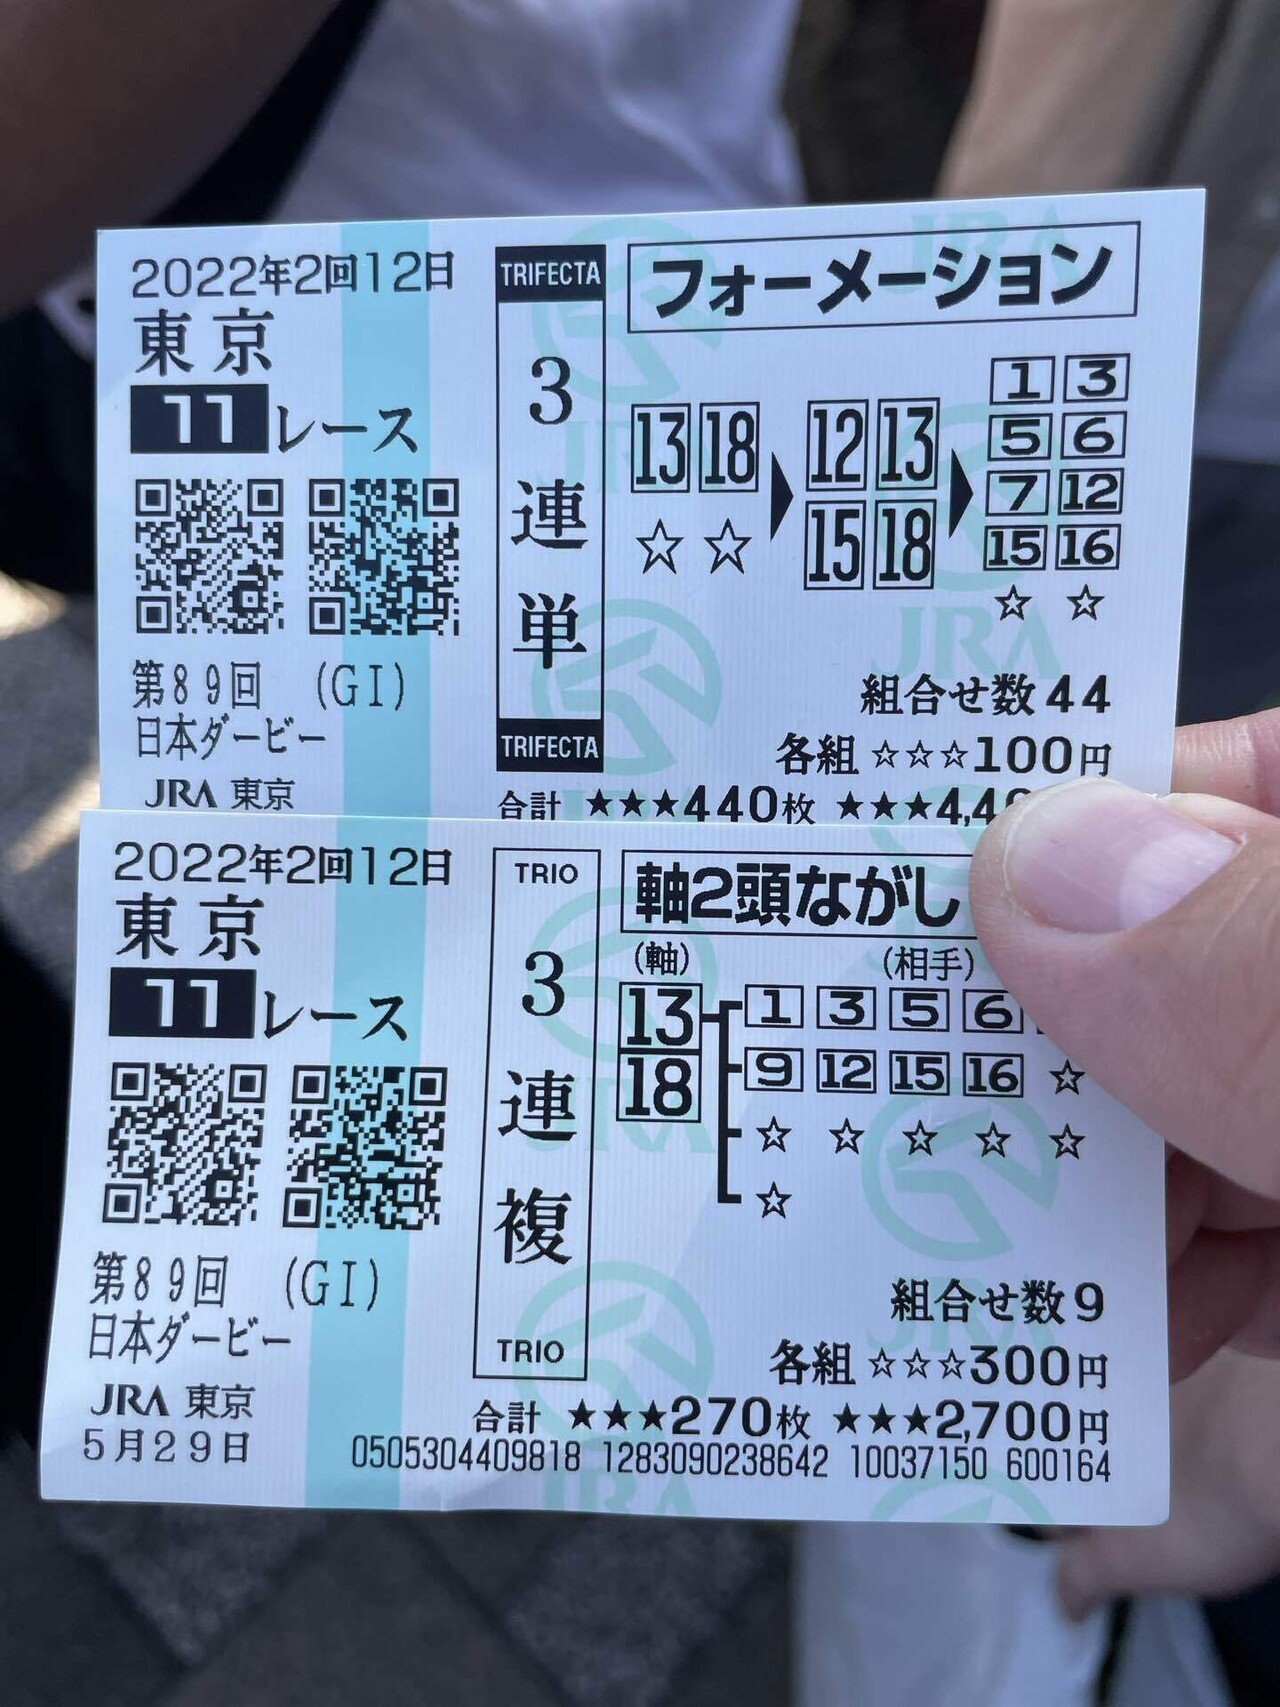 2022年2回12日
東京
11レース
第89回 (GI)
日本ダービー
JRA 東京
TRIFECTA
3連単
TRIFECTA
フォーメーション
13 18
☆ ☆
12 13
15 18
1 3
5 6
7 12
15 16
☆ ☆
組合せ数44
各組 ☆☆☆100円
合計 ★★★440枚 ★★★4,4
2022年2回12日
東京
11レース
第89回 (GI)
日本ダービー
JRA 東京
5月29日
TRIO
3連複
TRIO
軸2頭ながし
(軸) (相手)
13
18
1 3 5 6
9 12 15 16 ☆
☆ ☆ ☆ ☆ ☆
☆
組合せ数9
各組 ☆☆☆300円
合計 ★★★270枚 ★★★2,700円
0505304409818 1283090238642 10037150 600164
JRA